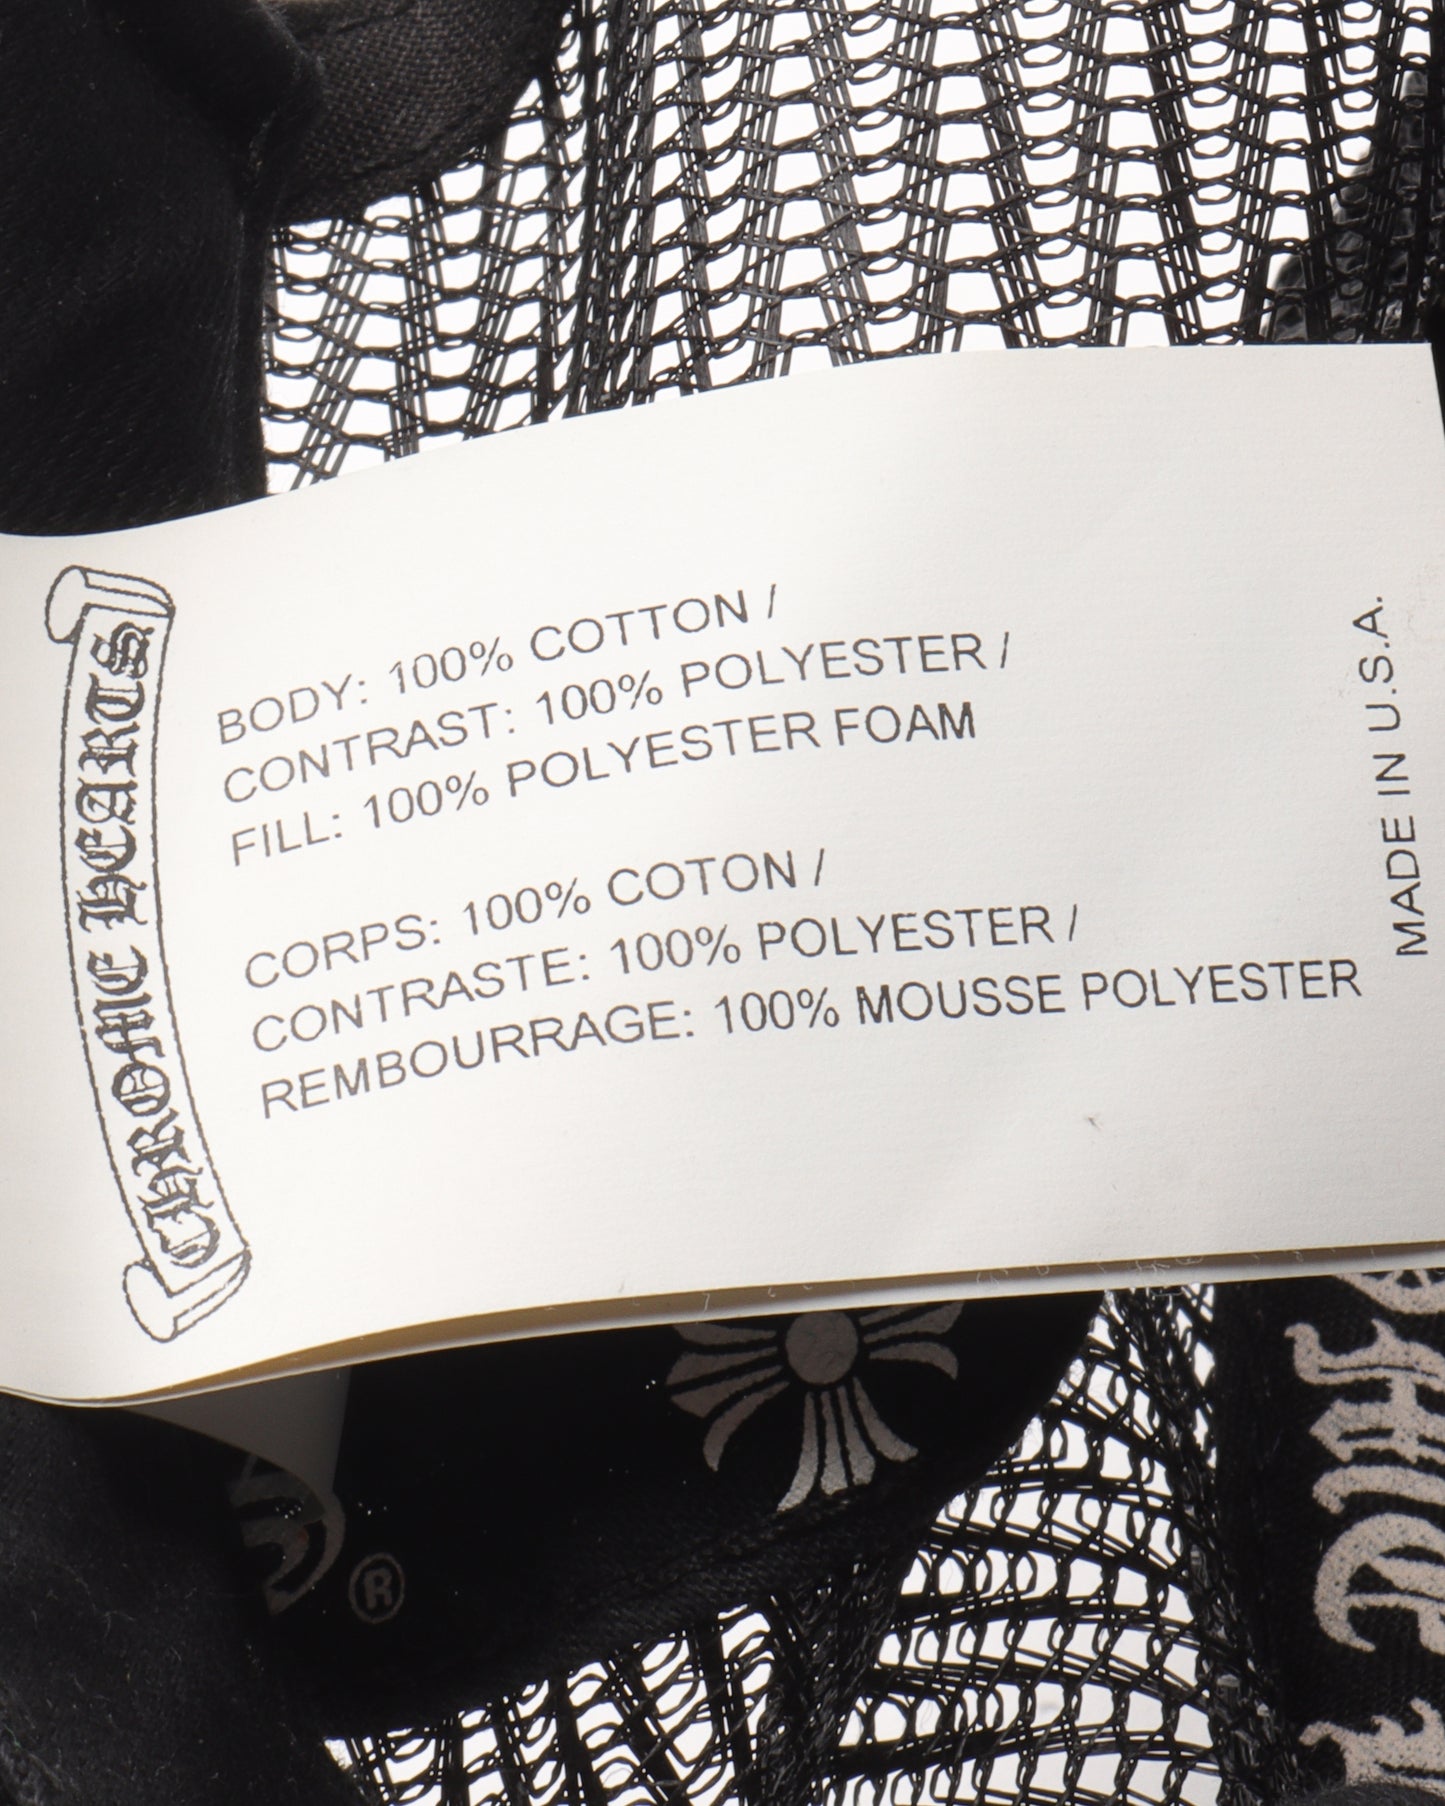 CHROME HEARTS
BODY: 100% COTTON /
CONTRAST: 100% POLYESTER /
FILL: 100% POLYESTER FOAM
CORPS: 100% COTON /
CONTRASTE: 100% POLYESTER /
REMBOURRAGE: 100% MOUSSE POLYESTER
MADE IN U.S.A.
®